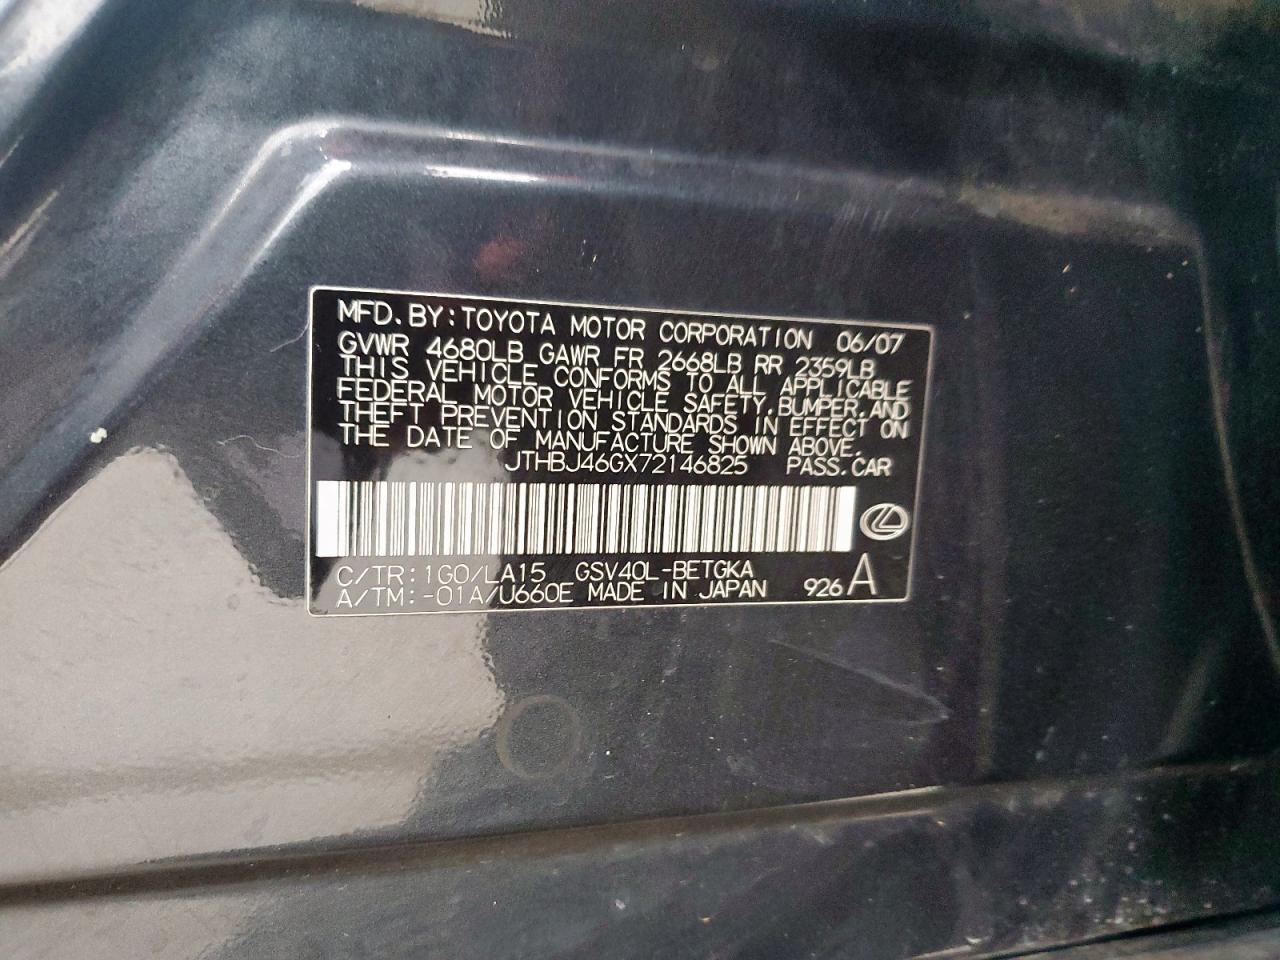 MFD. BY: TOYOTA MOTOR CORPORATION 06/07
GVWR 4680LB GAWR FR 2668LB RR 2359LB
THIS VEHICLE CONFORMS TO ALL APPLICABLE
FEDERAL MOTOR VEHICLE SAFETY, BUMPER, AND
THEFT PREVENTION STANDARDS IN EFFECT ON
THE DATE OF MANUFACTURE SHOWN ABOVE.
JTHBJ46GX72146825 PASS. CAR
C/TR: 1G0/LA15 GSV40L-BETGKA
A/TM: -01A/U660E MADE IN JAPAN 926 A